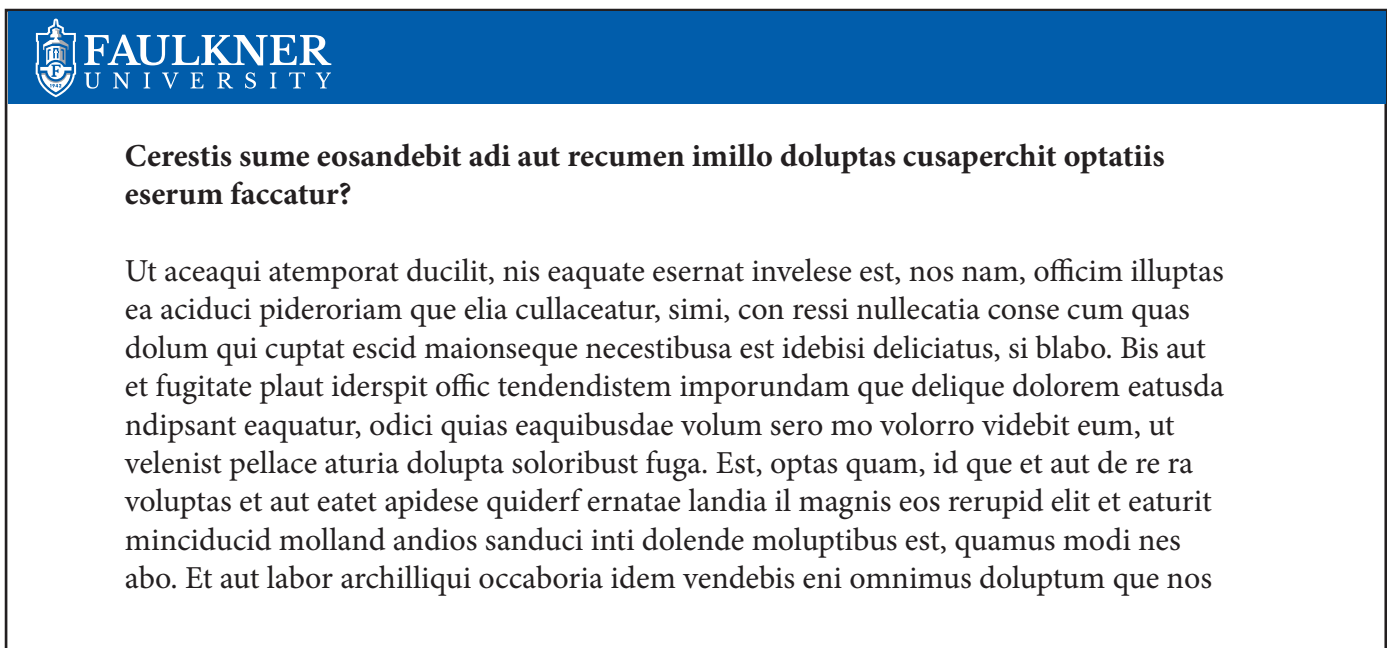 FAULKNER
UNIVERSITY
Cerestis sume eosandebit adi aut recumen imillo doluptas cusaperchit optatiis
eserum faccatur?
Ut aceaqui atemporat ducilit, nis eaquate esernat invelese est, nos nam, officim illuptas
ea aciduci pideroriam que elia cullaceatur, simi, con ressi nullecatia conse cum quas
dolum qui cuptat escid maionseque necestibusa est idebisi deliciatus, si blabo. Bis aut
et fugitate plaut iderspit offic tendendistem imporundam que delique dolorem eatusda
ndipsant eaquatur, odici quias eaquibusdae volum sero mo volorro videbit eum, ut
velenist pellace aturia dolupta soloribust fuga. Est, optas quam, id que et aut de re ra
voluptas et aut eatet apidese quiderf ernatae landia il magnis eos rerupid elit et eaturit
minciducid molland andios sanduci inti dolende moluptibus est, quamus modi nes
abo. Et aut labor archilliqui occaboria idem vendebis eni omnimus doluptum que nos